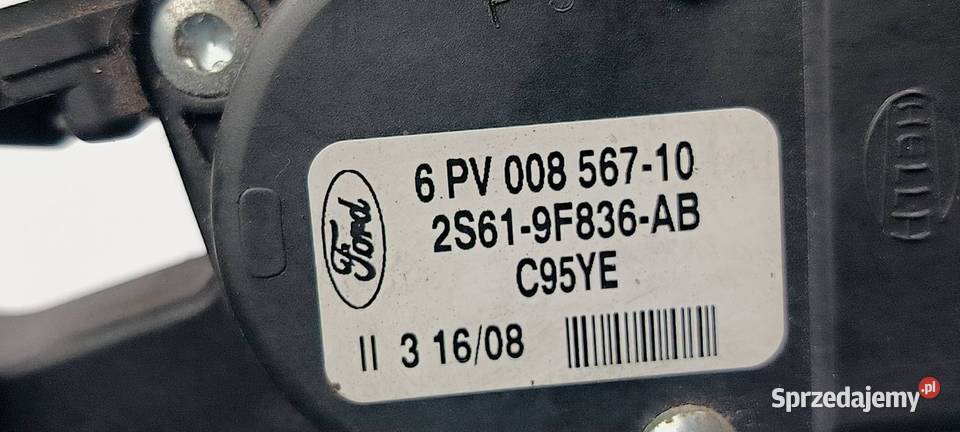 6 PV 008 567-10
2S61-9F836-AB
Ford
C95YE
II 3 16/08
HELLA
Sprzedajemy.pl